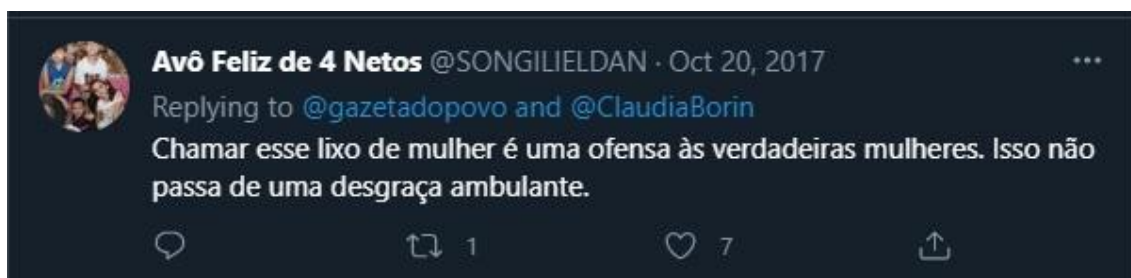 Avô Feliz de 4 Netos @SONGILIELDAN · Oct 20, 2017
Replying to @gazetadopovo and @ClaudiaBorin
Chamar esse lixo de mulher é uma ofensa às verdadeiras mulheres. Isso não
passa de uma desgraça ambulante.
1 7